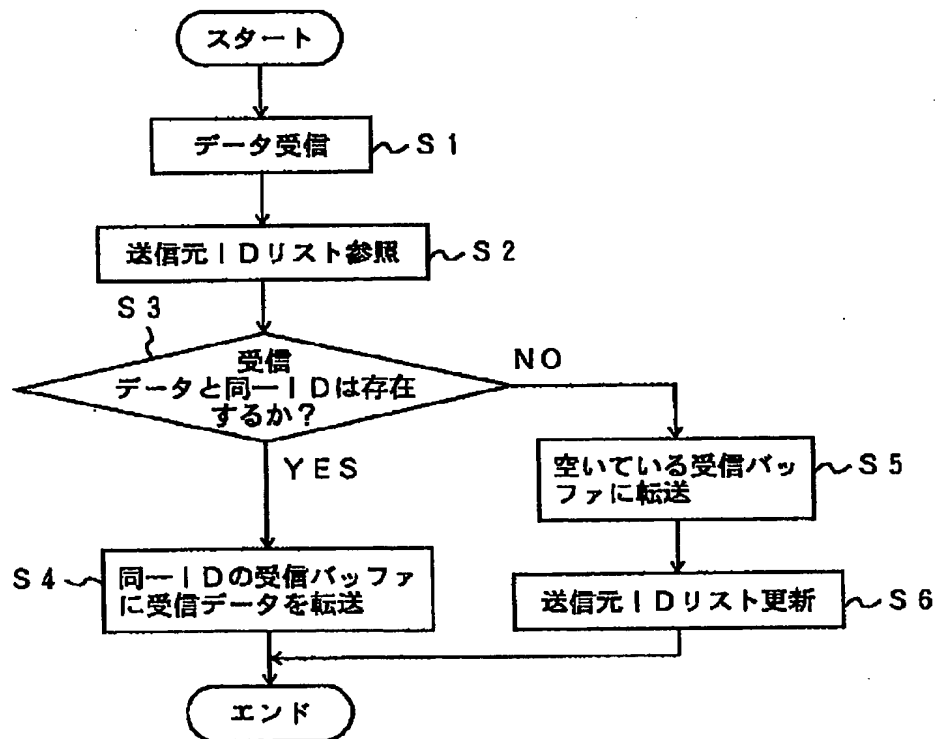 スタート
データ受信
S1
送信元IDリスト参照
S2
S3
受信
データと同一IDは存在
するか？
NO
YES
空いている受信バッ
ファに転送
S5
S4
同一IDの受信バッファ
に受信データを転送
送信元IDリスト更新
S6
エンド